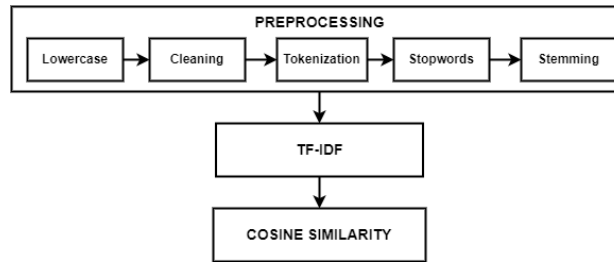 PREPROCESSING
Lowercase
Cleaning
Tokenization
Stopwords
Stemming
TF-IDF
COSINE SIMILARITY